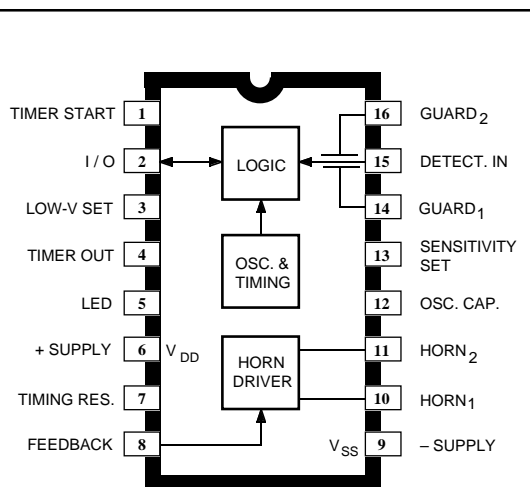 TIMER START 1
I / O 2
LOW-V SET 3
TIMER OUT 4
LED 5
+ SUPPLY 6 VDD
TIMING RES. 7
FEEDBACK 8
LOGIC
OSC. &
TIMING
HORN
DRIVER
16 GUARD2
15 DETECT. IN
14 GUARD1
13 SENSITIVITY
SET
12 OSC. CAP.
11 HORN2
10 HORN1
VSS 9 – SUPPLY